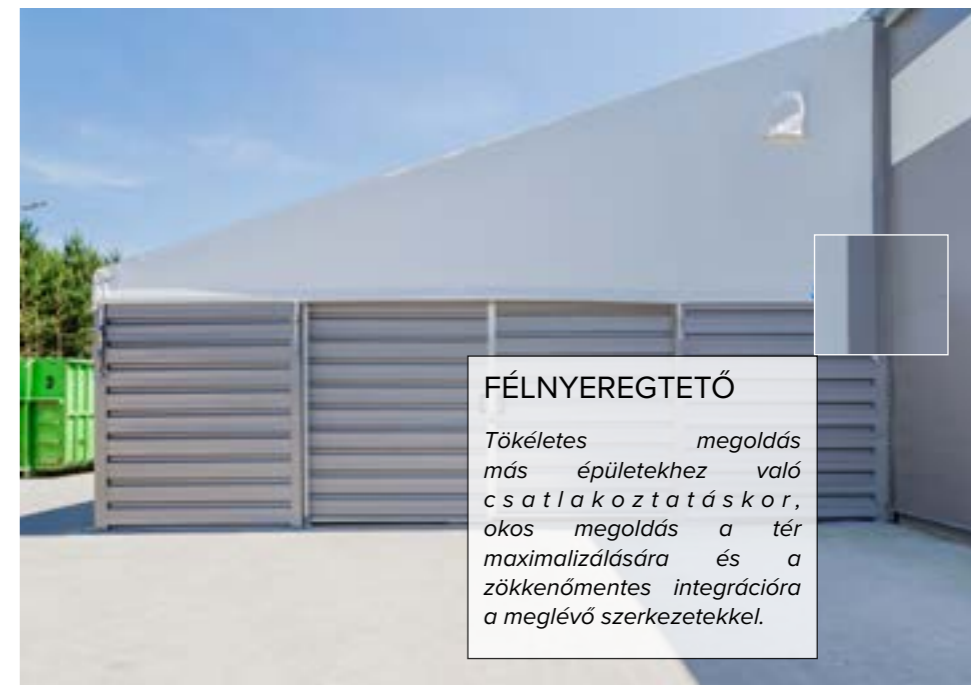 FÉLNYEREGTETŐ
Tökéletes megoldás
más épületekhez való
csatlakoztatáskor,
okos megoldás a tér
maximalizálására és a
zökkenőmentes integrációra
a meglévő szerkezetekkel.